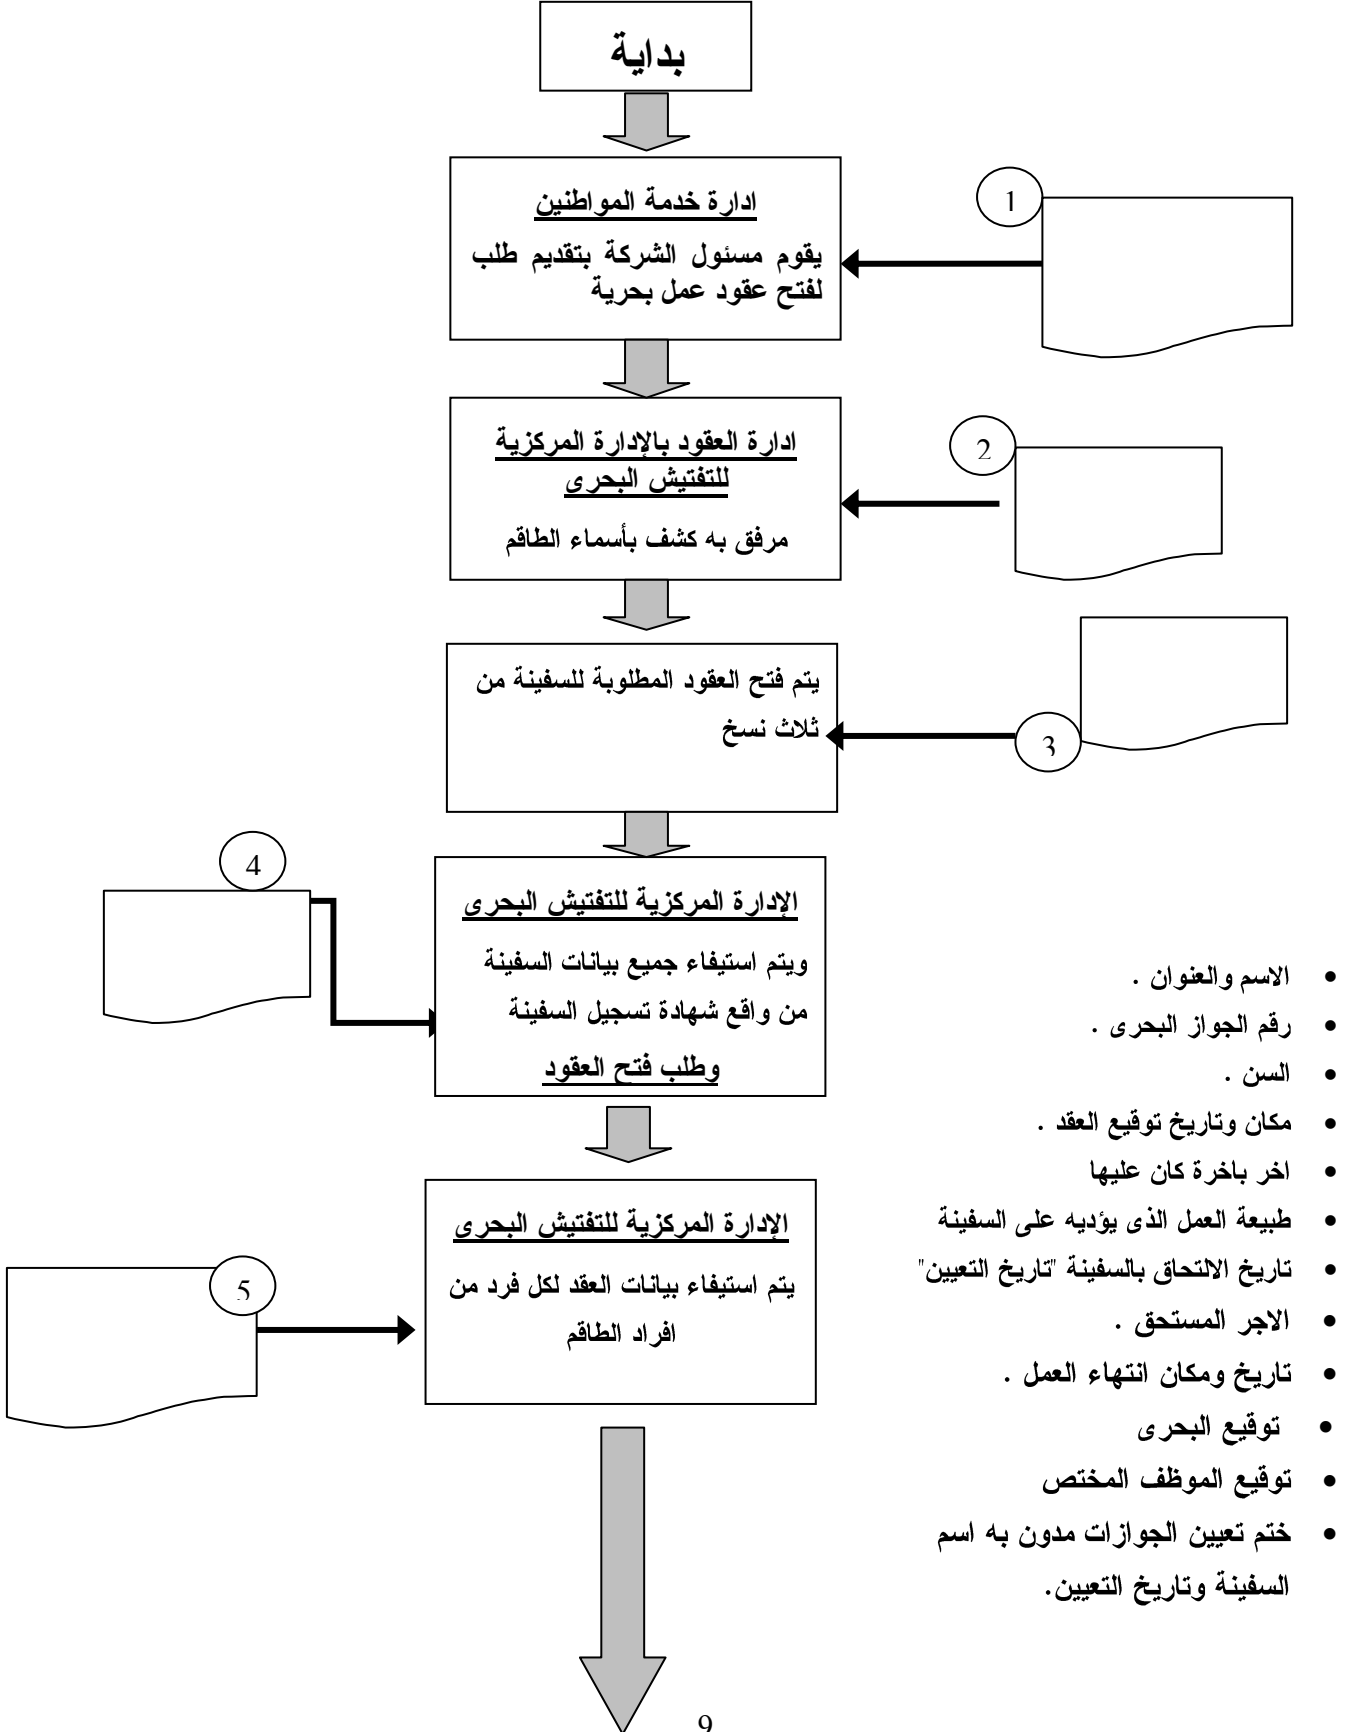 بداية
ادارة خدمة المواطنين
يقوم مسئول الشركة بتقديم طلب
لفتح عقود عمل بحرية
1
ادارة العقود بالإدارة المركزية
للتفتيش البحرى
مرفق به كشف بأسماء الطاقم
2
يتم فتح العقود المطلوبة للسفينة من
ثلاث نسخ
3
4
الإدارة المركزية للتفتيش البحرى
ويتم استيفاء جميع بيانات السفينة
من واقع شهادة تسجيل السفينة
وطلب فتح العقود
الإدارة المركزية للتفتيش البحرى
يتم استيفاء بيانات العقد لكل فرد من
افراد الطاقم
5
• الاسم والعنوان .
• رقم الجواز البحرى .
• السن .
• مكان وتاريخ توقيع العقد .
• اخر باخرة كان عليها
• طبيعة العمل الذى يؤديه على السفينة
• تاريخ الالتحاق بالسفينة "تاريخ التعيين"
• الاجر المستحق .
• تاريخ ومكان انتهاء العمل .
• توقيع البحرى
• توقيع الموظف المختص
• ختم تعيين الجوازات مدون به اسم
السفينة وتاريخ التعيين.
9